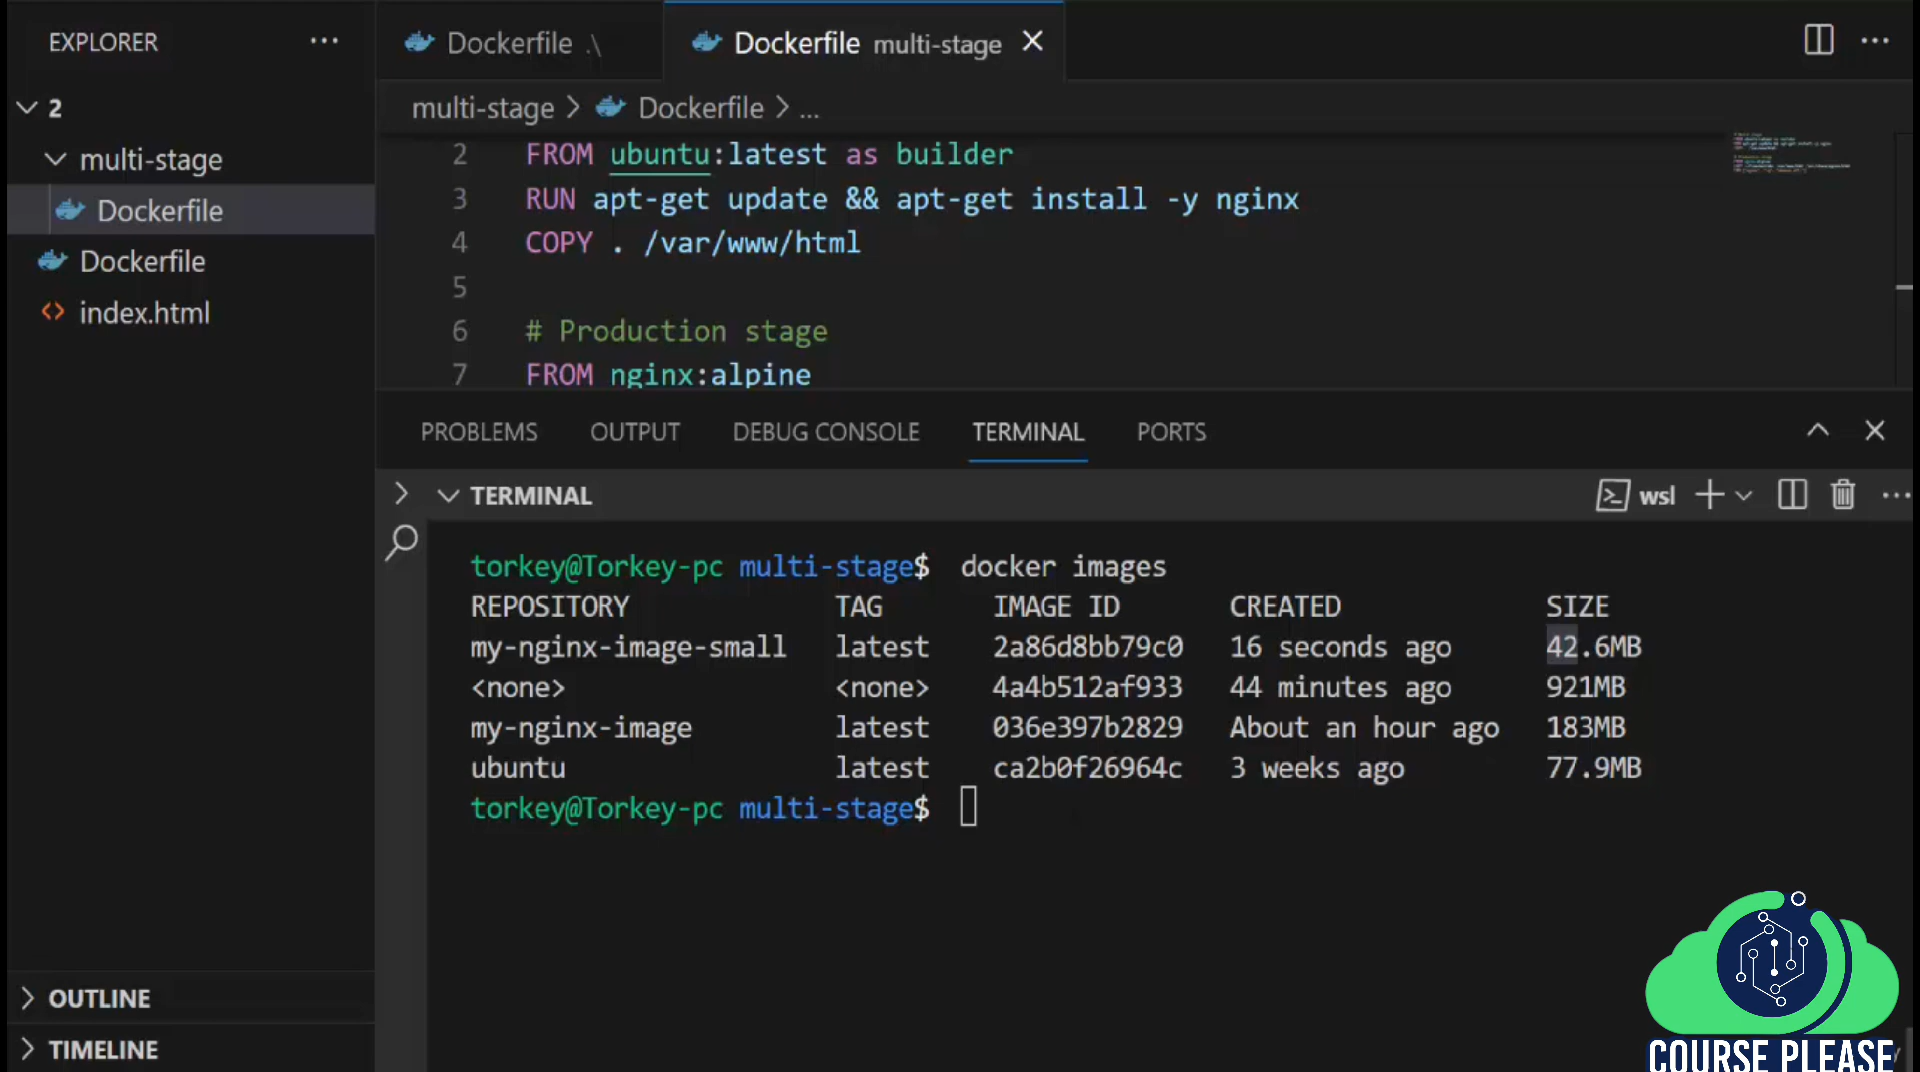 EXPLORER ···
2
multi-stage
Dockerfile
Dockerfile
index.html
OUTLINE
TIMELINE
Dockerfile .\
Dockerfile multi-stage
multi-stage > Dockerfile > ...
2 FROM ubuntu:latest as builder
3 RUN apt-get update && apt-get install -y nginx
4 COPY . /var/www/html
5
6 # Production stage
7 FROM nginx:alpine
PROBLEMS OUTPUT DEBUG CONSOLE TERMINAL PORTS
TERMINAL wsl
torkey@Torkey-pc multi-stage$ docker images
REPOSITORY TAG IMAGE ID CREATED SIZE
my-nginx-image-small latest 2a86d8bb79c0 16 seconds ago 42.6MB
<none> <none> 4a4b512af933 44 minutes ago 921MB
my-nginx-image latest 036e397b2829 About an hour ago 183MB
ubuntu latest ca2b0f26964c 3 weeks ago 77.9MB
torkey@Torkey-pc multi-stage$
COURSE PLEASE